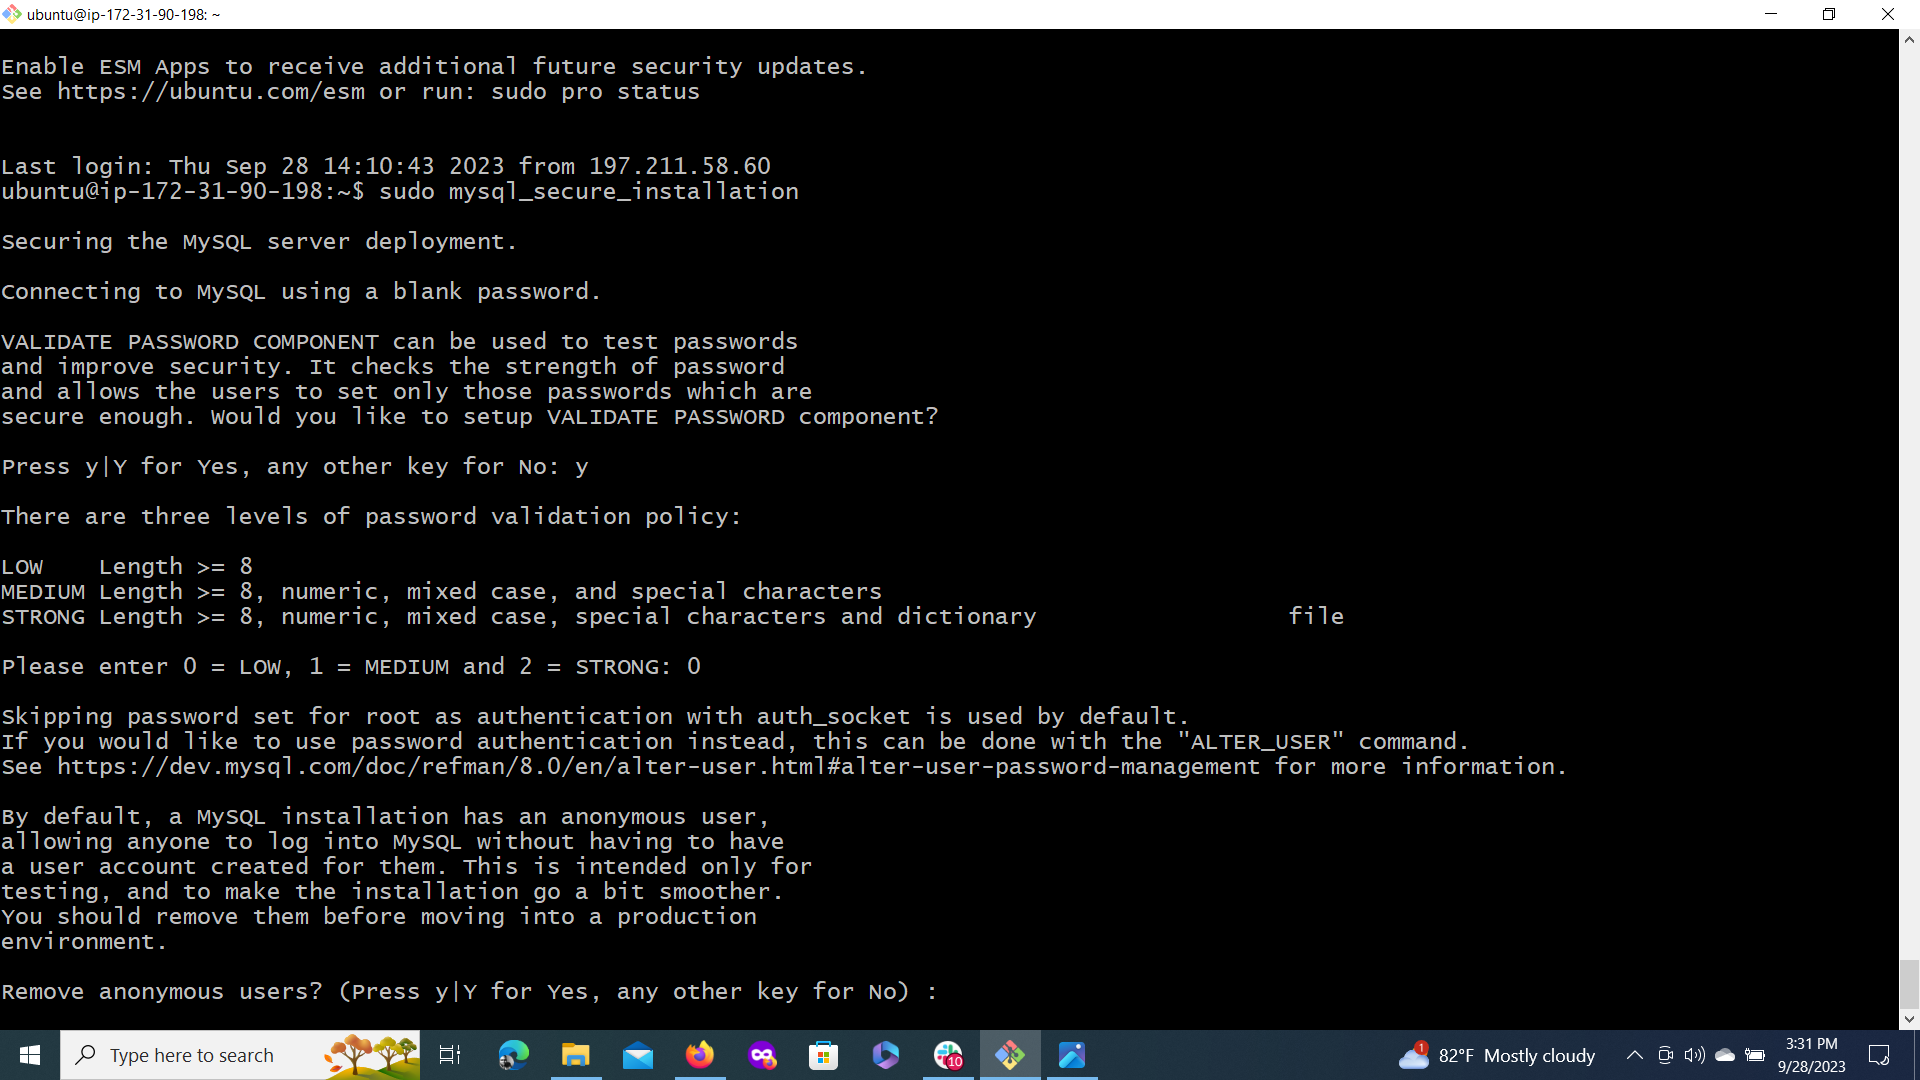 ubuntu@ip-172-31-90-198: ~
Enable ESM Apps to receive additional future security updates.
See https://ubuntu.com/esm or run: sudo pro status
Last login: Thu Sep 28 14:10:43 2023 from 197.211.58.60
ubuntu@ip-172-31-90-198:~$ sudo mysql_secure_installation
Securing the MySQL server deployment.
Connecting to MySQL using a blank password.
VALIDATE PASSWORD COMPONENT can be used to test passwords
and improve security. It checks the strength of password
and allows the users to set only those passwords which are
secure enough. Would you like to setup VALIDATE PASSWORD component?
Press y|Y for Yes, any other key for No: y
There are three levels of password validation policy:
LOW    Length >= 8
MEDIUM Length >= 8, numeric, mixed case, and special characters
STRONG Length >= 8, numeric, mixed case, special characters and dictionary                  file
Please enter 0 = LOW, 1 = MEDIUM and 2 = STRONG: 0
Skipping password set for root as authentication with auth_socket is used by default.
If you would like to use password authentication instead, this can be done with the "ALTER_USER" command.
See https://dev.mysql.com/doc/refman/8.0/en/alter-user.html#alter-user-password-management for more information.
By default, a MySQL installation has an anonymous user,
allowing anyone to log into MySQL without having to have
a user account created for them. This is intended only for
testing, and to make the installation go a bit smoother.
You should remove them before moving into a production
environment.
Remove anonymous users? (Press y|Y for Yes, any other key for No) :
Type here to search
10
1
82°F Mostly cloudy
3:31 PM
9/28/2023